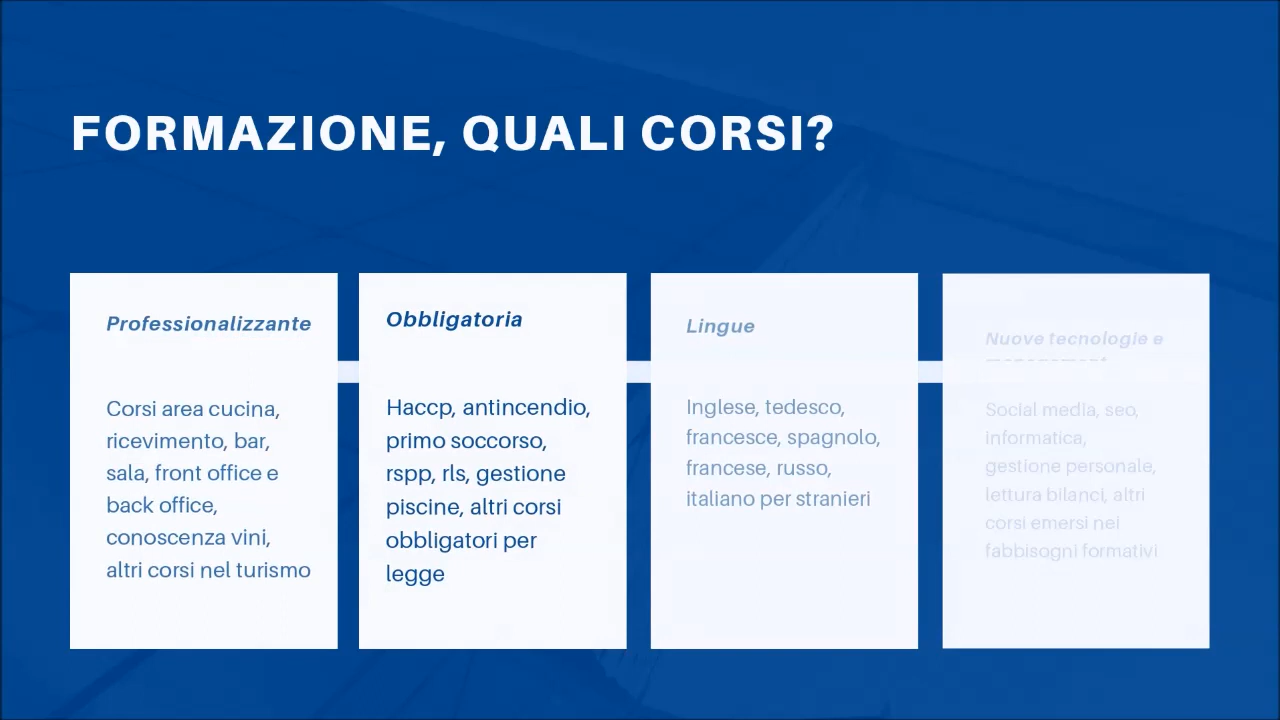 FORMAZIONE, QUALI CORSI?
Professionalizzante
Corsi area cucina,
ricevimento, bar,
sala, front office e
back office,
conoscenza vini,
altri corsi nel turismo
Obbligatoria
Haccp, antincendio,
primo soccorso,
rspp, rls, gestione
piscine, altri corsi
obbligatori per
legge
Lingue
Inglese, tedesco,
francesce, spagnolo,
francese, russo,
italiano per stranieri
Nuove tecnologie e
Social media, seo,
informatica,
gestione personale,
lettura bilanci, altri
corsi emersi nei
fabbisogni formativi